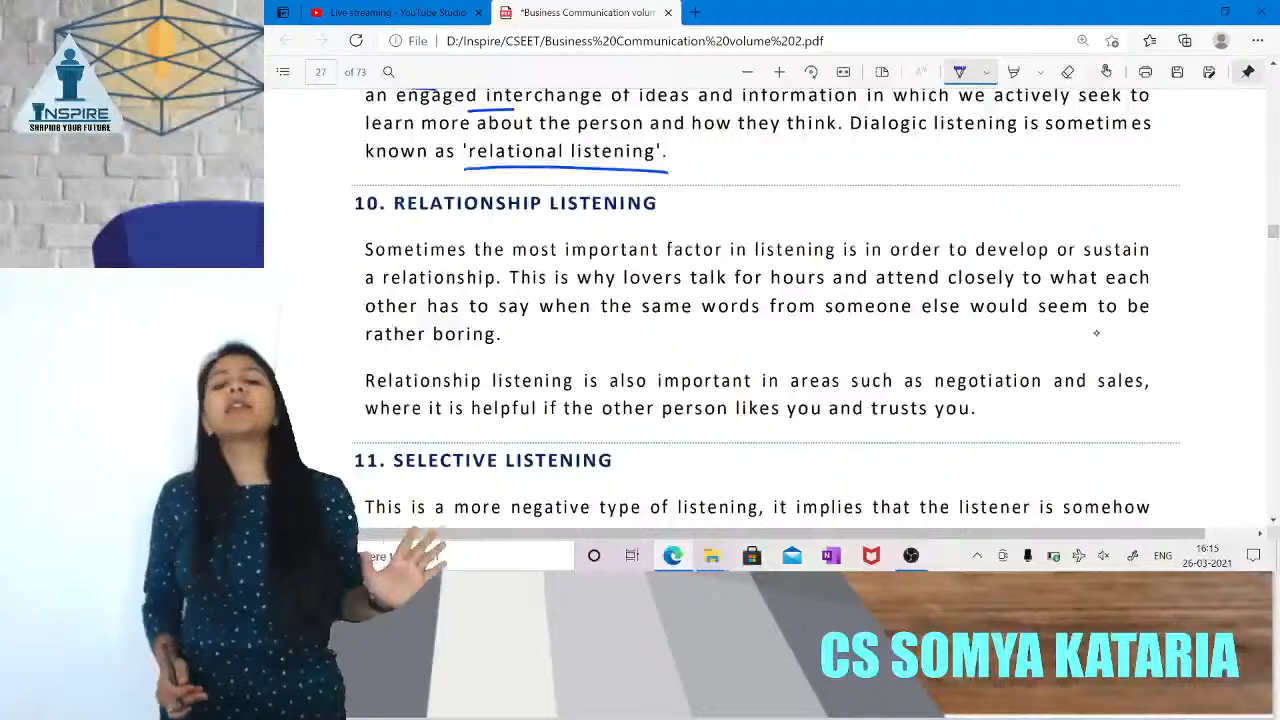 Live streaming - YouTube Studio
*Business Communication volum
File
D:/Inspire/CSEET/Business%20Communication%20volume%202.pdf
27 of 73
INSPIRE
SHAPING YOUR FUTURE
an engaged interchange of ideas and information in which we actively seek to
learn more about the person and how they think. Dialogic listening is sometimes
known as 'relational listening'.
10. RELATIONSHIP LISTENING
Sometimes the most important factor in listening is in order to develop or sustain
a relationship. This is why lovers talk for hours and attend closely to what each
other has to say when the same words from someone else would seem to be
rather boring.
Relationship listening is also important in areas such as negotiation and sales,
where it is helpful if the other person likes you and trusts you.
11. SELECTIVE LISTENING
This is a more negative type of listening, it implies that the listener is somehow
ENG
16:15
26-03-2021
CS SOMYA KATARIA